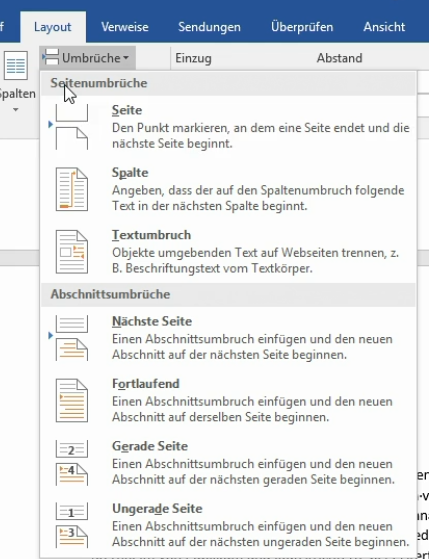 f Layout Verweise Sendungen Überprüfen Ansicht
Umbrüche Einzug Abstand
Seitenumbrüche
palten
Seite
Den Punkt markieren, an dem eine Seite endet und die
nächste Seite beginnt.
Spalte
Angeben, dass der auf den Spaltenumbruch folgende
Text in der nächsten Spalte beginnt.
Textumbruch
Objekte umgebenden Text auf Webseiten trennen, z.
B. Beschriftungstext vom Textkörper.
Abschnittsumbrüche
Nächste Seite
Einen Abschnittsumbruch einfügen und den neuen
Abschnitt auf der nächsten Seite beginnen.
Fortlaufend
Einen Abschnittsumbruch einfügen und den neuen
Abschnitt auf derselben Seite beginnen.
2
4
Gerade Seite
Einen Abschnittsumbruch einfügen und den neuen
Abschnitt auf der nächsten geraden Seite beginnen.
1
3
Ungerade Seite
Einen Abschnittsumbruch einfügen und den neuen
Abschnitt auf der nächsten ungeraden Seite beginnen.